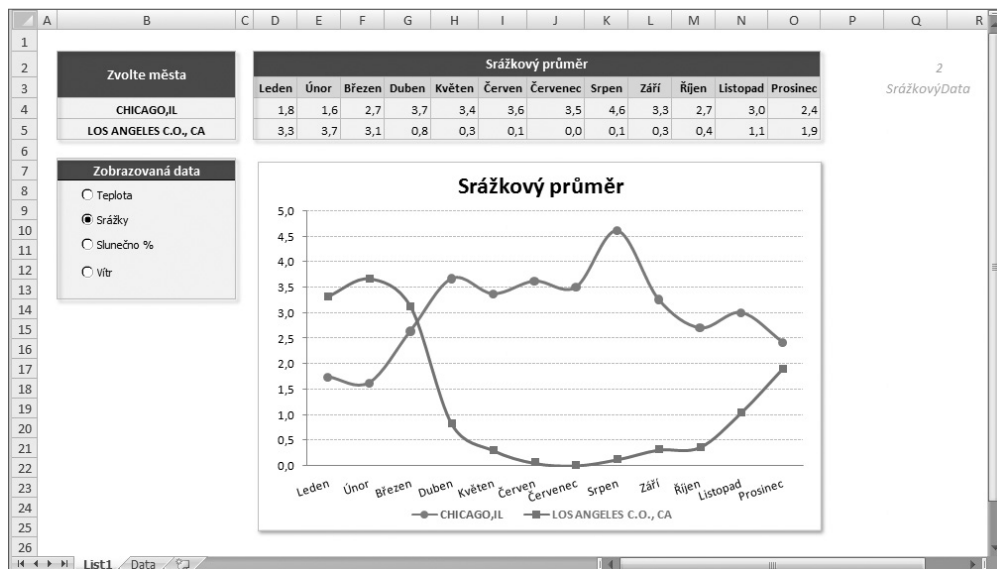 A B C D E F G H I J K L M N O P Q R
1
2 Zvolte města Srážkový průměr 2
3 Leden Únor Březen Duben Květen Červen Červenec Srpen Září Říjen Listopad Prosinec SrážkovýData
4 CHICAGO,IL 1,8 1,6 2,7 3,7 3,4 3,6 3,5 4,6 3,3 2,7 3,0 2,4
5 LOS ANGELES C.O., CA 3,3 3,7 3,1 0,8 0,3 0,1 0,0 0,1 0,3 0,4 1,1 1,9
6
7 Zobrazovaná data
8 Teplota
9 Srážky
10
11 Slunečno %
12 Vítr
13
14
15
16
17
18
19
20
21
22
23
24
25
26
Srážkový průměr
5,0
4,5
4,0
3,5
3,0
2,5
2,0
1,5
1,0
0,5
0,0
Leden Únor Březen Duben Květen Červen Červenec Srpen Září Říjen Listopad Prosinec
CHICAGO,IL LOS ANGELES C.O., CA
List1 Data